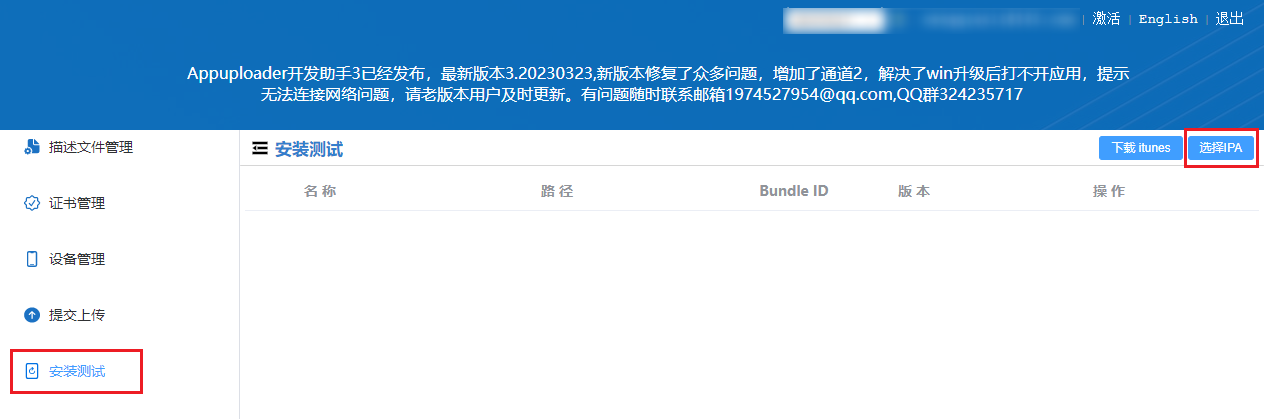 激活 | English | 退出
Appuploader开发助手3已经发布，最新版本3.20230323,新版本修复了众多问题，增加了通道2，解决了win升级后打不开应用，提示
无法连接网络问题，请老版本用户及时更新。有问题随时联系邮箱1974527954@qq.com,QQ群324235717
描述文件管理
安装测试
下载 itunes
选择IPA
名称 路径 Bundle ID 版本 操作
证书管理
设备管理
提交上传
安装测试